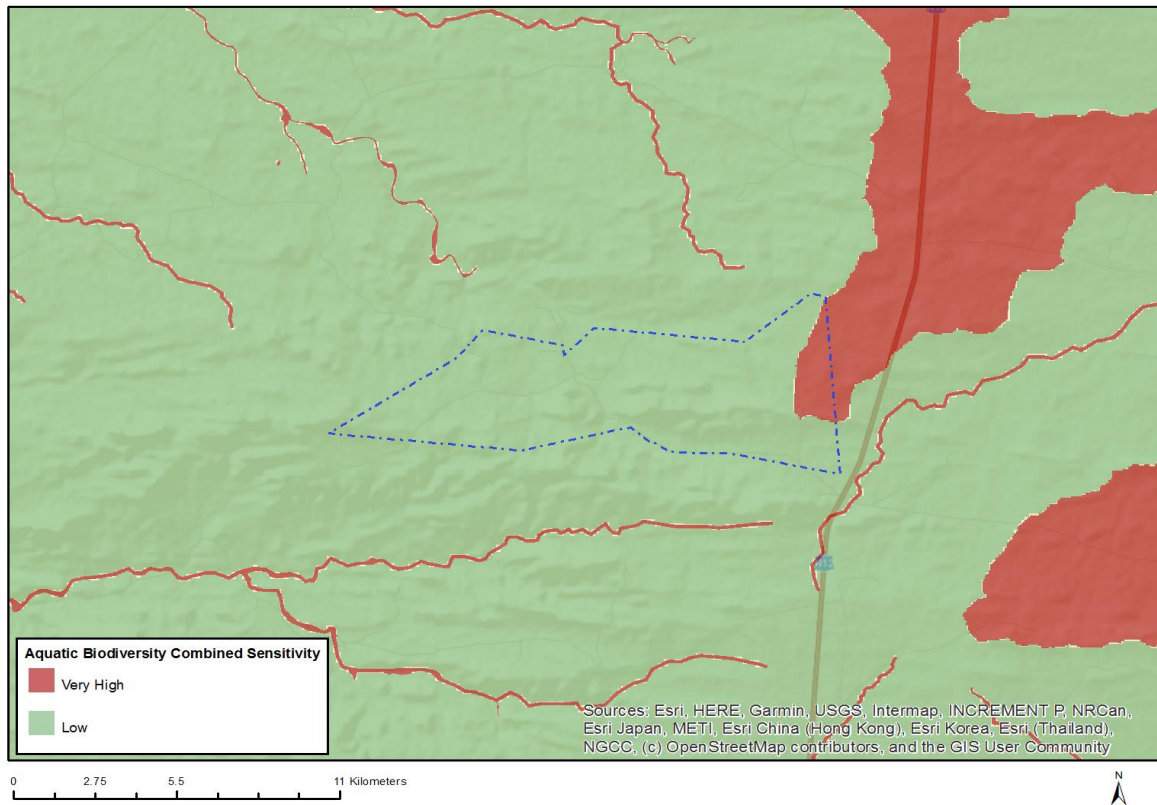 Aquatic Biodiversity Combined Sensitivity
Very High
Low
Sources: Esri, HERE, Garmin, USGS, Intermap, INCREMENT P, NRCan,
Esri Japan, METI, Esri China (Hong Kong), Esri Korea, Esri (Thailand),
NGCC, (c) OpenStreetMap contributors, and the GIS User Community
0 2.75 5.5 11 Kilometers
N